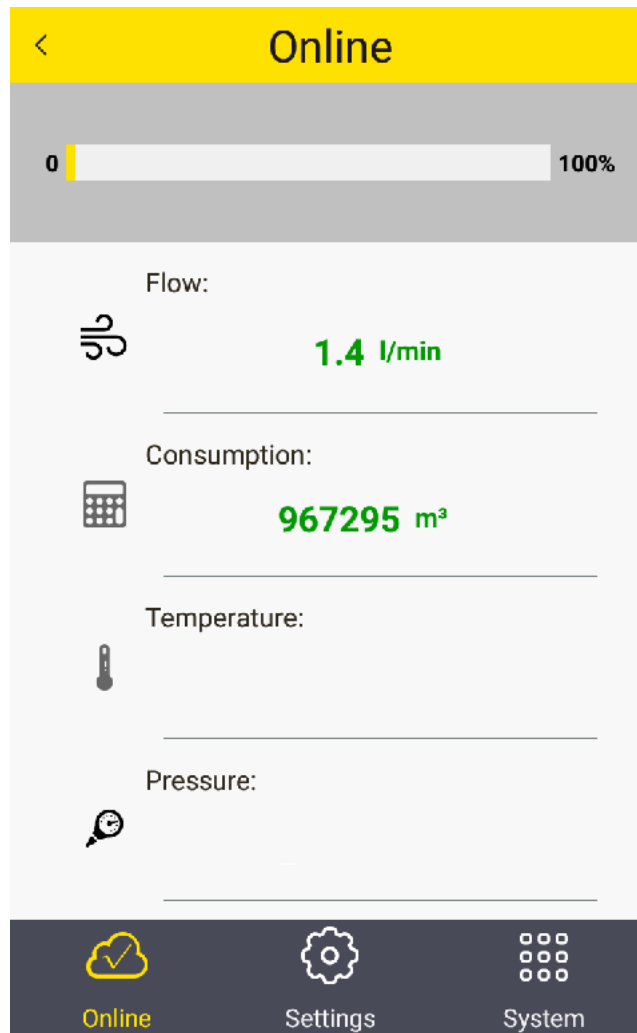 Online
0 100%
Flow:
1.4 l/min
Consumption:
967295 m³
Temperature:
Pressure:
Online Settings System